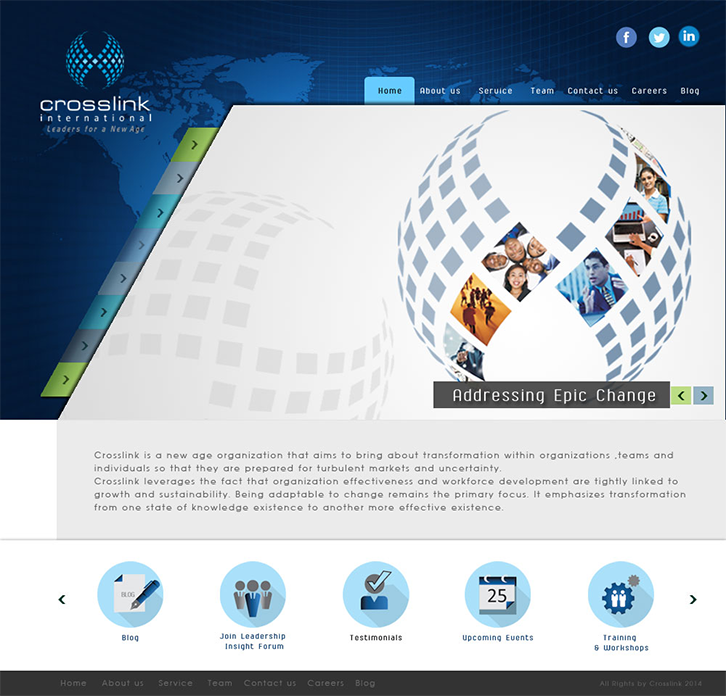 f
in
crosslink
international
Leaders for a New Age
Home About us Service Team Contact us Careers Blog
Addressing Epic Change
Crosslink is a new age organization that aims to bring about transformation within organizations ,teams and
individuals so that they are prepared for turbulent markets and uncertainty.
Crosslink leverages the fact that organization effectiveness and workforce development are tightly linked to
growth and sustainability. Being adaptable to change remains the primary focus. It emphasizes transformation
from one state of knowledge existence to another more effective existence.
BLOG
25
Blog
Join Leadership
Insight Forum
Testimonials
Upcoming Events
Training
& Workshops
Home About us Service Team Contact us Careers Blog
All Rights by Crosslink 2014